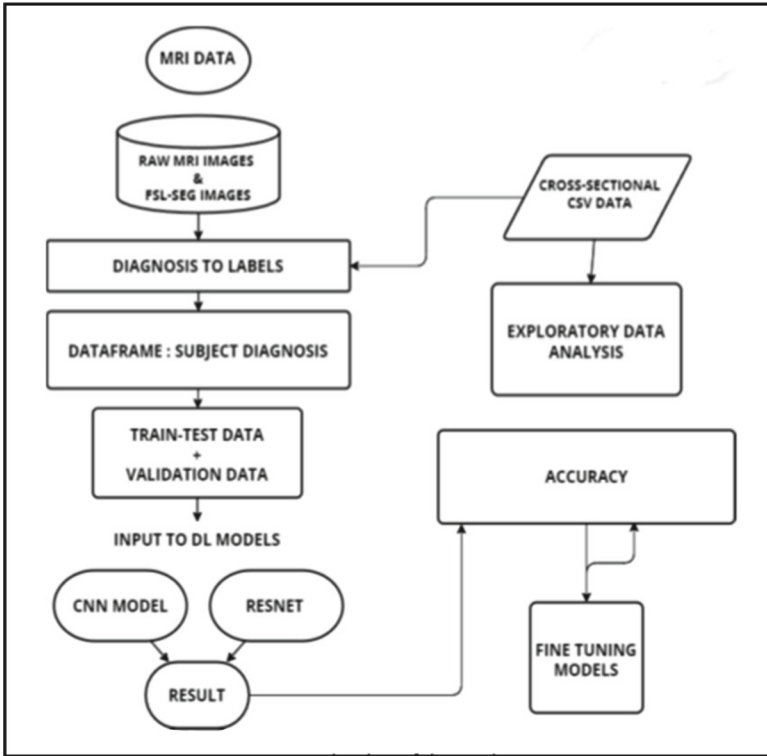 MRI DATA
RAW MRI IMAGES
&
FSL-SEG IMAGES
CROSS-SECTIONAL
CSV DATA
DIAGNOSIS TO LABELS
DATAFRAME : SUBJECT DIAGNOSIS
EXPLORATORY DATA
ANALYSIS
TRAIN-TEST DATA
+
VALIDATION DATA
INPUT TO DL MODELS
ACCURACY
CNN MODEL
RESNET
RESULT
FINE TUNING
MODELS